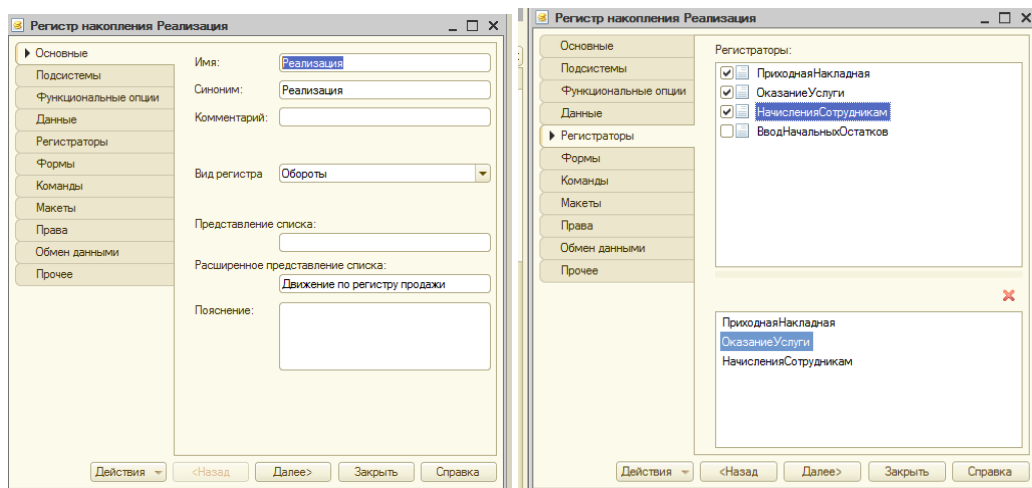 Регистр накопления Реализация
Основные
Подсистемы
Функциональные опции
Данные
Регистраторы
Формы
Команды
Макеты
Права
Обмен данными
Прочее
Имя: Реализация
Синоним: Реализация
Комментарий:
Вид регистра Обороты
Представление списка:
Расширенное представление списка:
Движение по регистру продажи
Пояснение:
Действия <Назад Далее> Закрыть Справка
Регистр накопления Реализация
Основные
Подсистемы
Функциональные опции
Данные
Регистраторы
Формы
Команды
Макеты
Права
Обмен данными
Прочее
Регистраторы:
ПриходнаяНакладная
ОказаниеУслуги
НачисленияСотрудникам
ВводНачальныхОстатков
ПриходнаяНакладная
ОказаниеУслуги
НачисленияСотрудникам
Действия <Назад Далее> Закрыть Справка